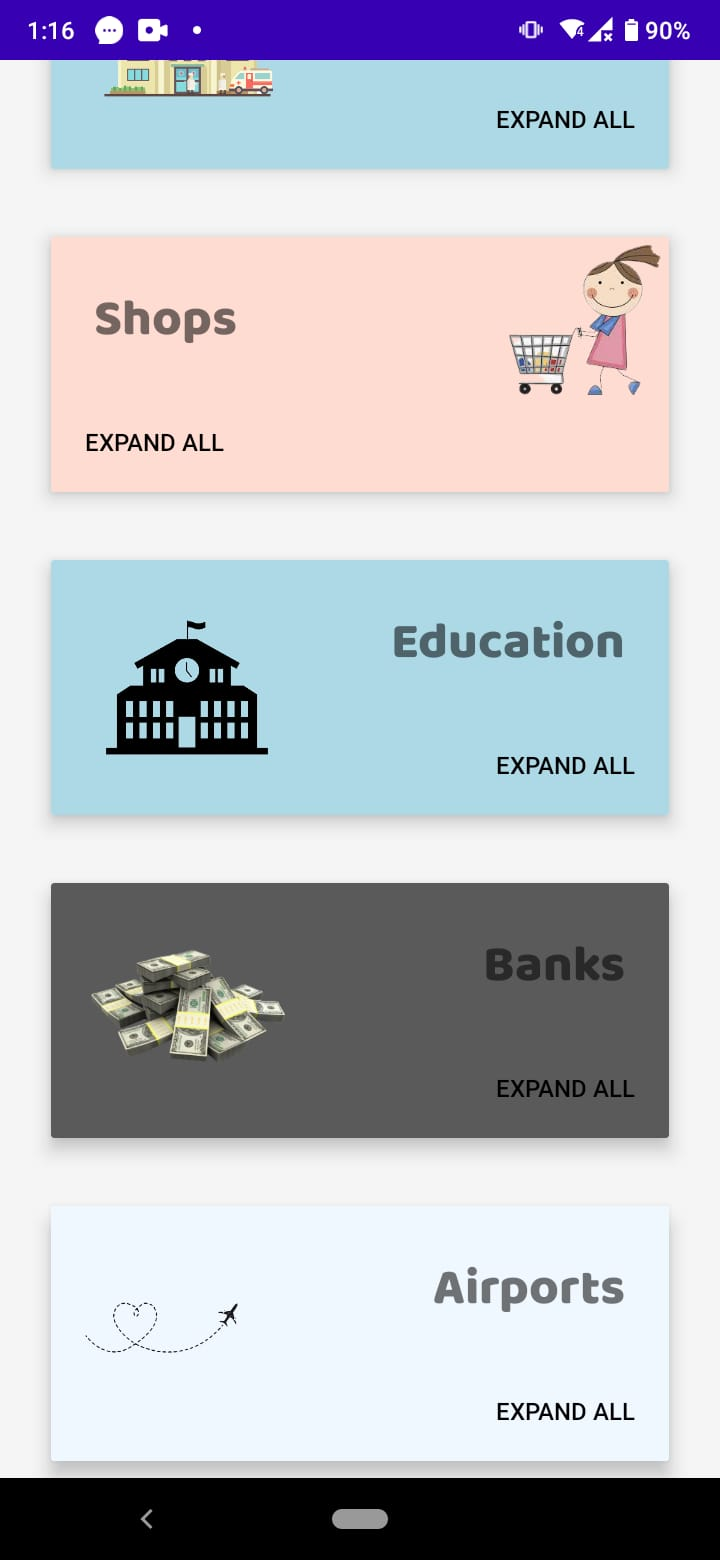 1:16
90%
EXPAND ALL
Shops
EXPAND ALL
Education
EXPAND ALL
Banks
EXPAND ALL
Airports
EXPAND ALL